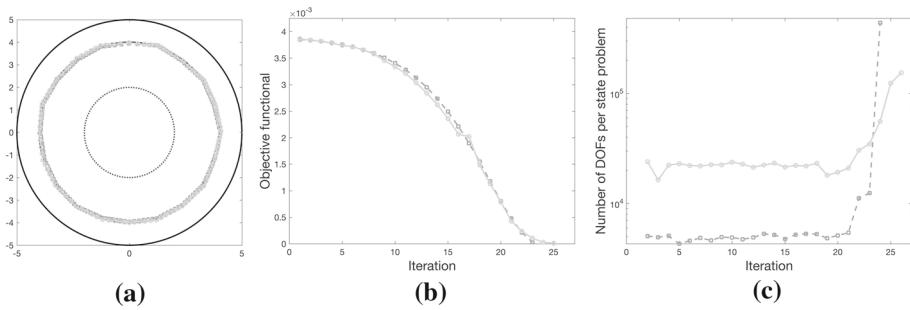 5
4
3
2
1
0
-1
-2
-3
-4
-5
-5 0 5
(a)
×10⁻³
4
3.5
3
2.5
2
1.5
1
0.5
0
Objective functional
0 5 10 15 20 25
Iteration
(b)
10⁵
10⁴
Number of DOFs per state problem
0 5 10 15 20 25
Iteration
(c)